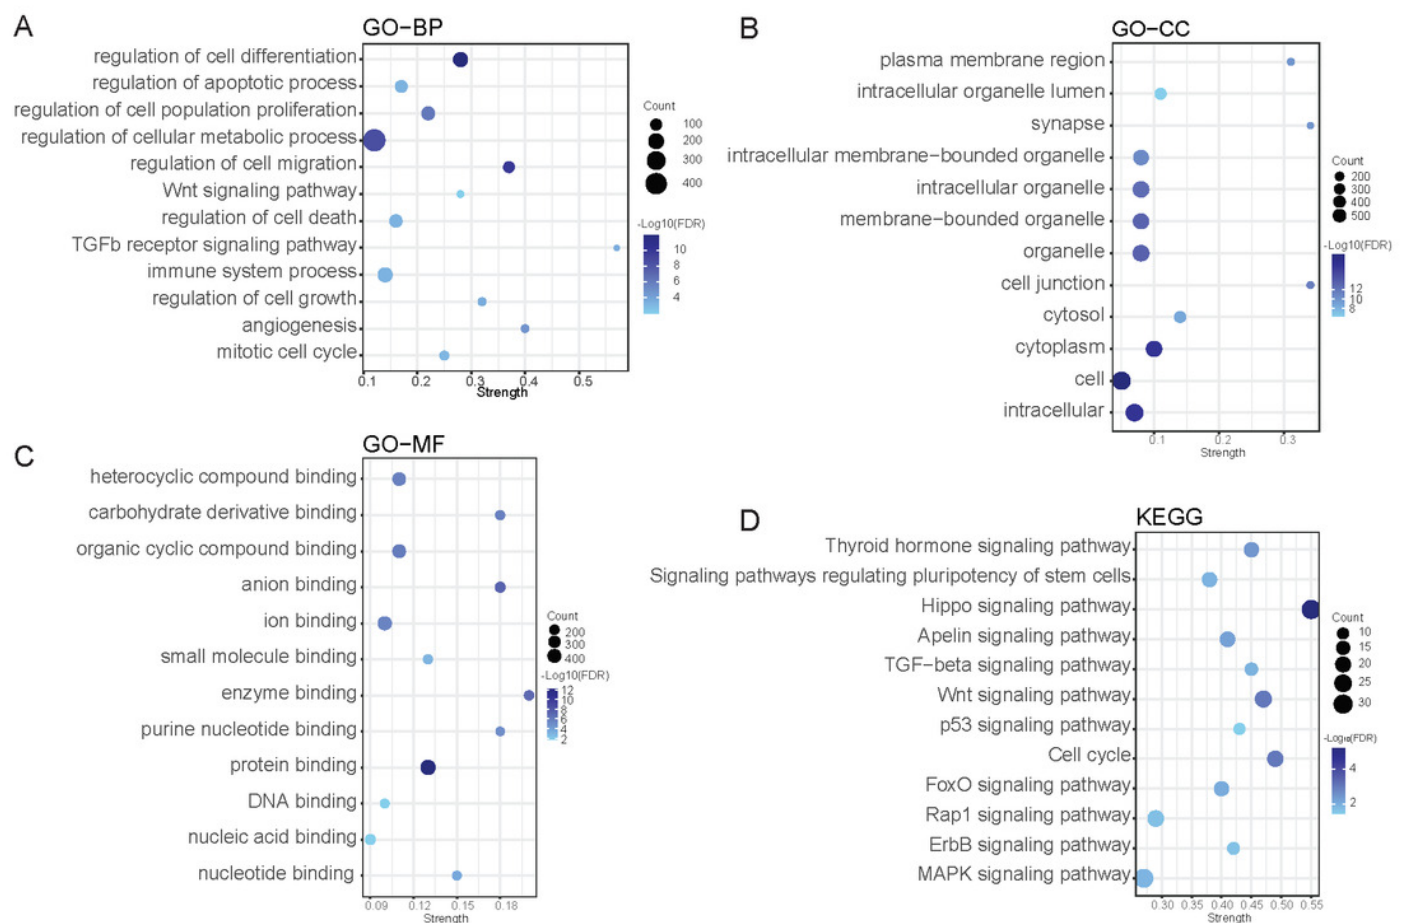 A
GO−BP
regulation of cell differentiation
regulation of apoptotic process
regulation of cell population proliferation
regulation of cellular metabolic process
regulation of cell migration
Wnt signaling pathway
regulation of cell death
TGFb receptor signaling pathway
immune system process
regulation of cell growth
angiogenesis
mitotic cell cycle
0.1 0.2 0.3 0.4 0.5
Strength
Count
100
200
300
400
-Log10(FDR)
10
8
6
4
B
GO−CC
plasma membrane region
intracellular organelle lumen
synapse
intracellular membrane−bounded organelle
intracellular organelle
membrane−bounded organelle
organelle
cell junction
cytosol
cytoplasm
cell
intracellular
0.1 0.2 0.3
Strength
Count
200
300
400
500
-Log10(FDR)
12
10
8
C
GO−MF
heterocyclic compound binding
carbohydrate derivative binding
organic cyclic compound binding
anion binding
ion binding
small molecule binding
enzyme binding
purine nucleotide binding
protein binding
DNA binding
nucleic acid binding
nucleotide binding
0.09 0.12 0.15 0.18
Strength
Count
200
300
400
-Log10(FDR)
12
10
8
6
4
2
D
KEGG
Thyroid hormone signaling pathway
Signaling pathways regulating pluripotency of stem cells
Hippo signaling pathway
Apelin signaling pathway
TGF−beta signaling pathway
Wnt signaling pathway
p53 signaling pathway
Cell cycle
FoxO signaling pathway
Rap1 signaling pathway
ErbB signaling pathway
MAPK signaling pathway
0.30 0.35 0.40 0.45 0.50 0.55
Strength
Count
10
15
20
25
30
-Log₁₀(FDR)
4
2